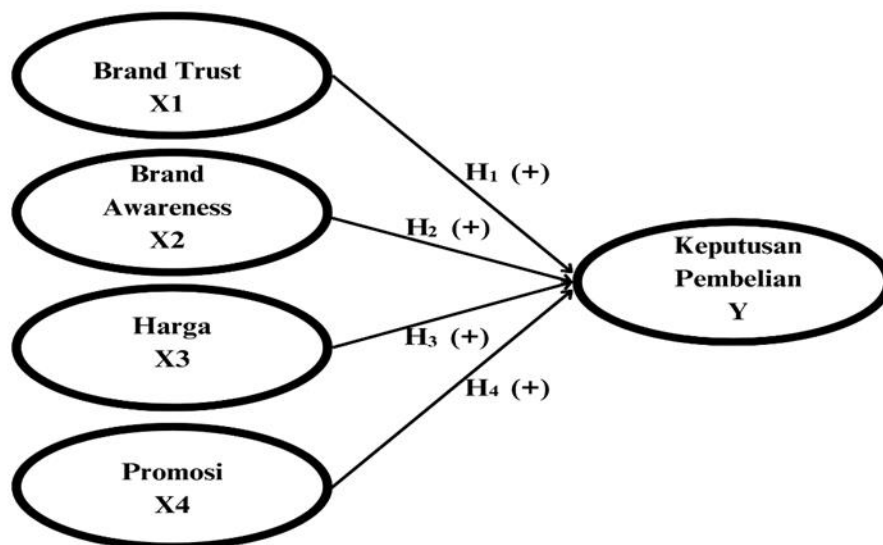 Brand Trust
X1
Brand
Awareness
X2
Harga
X3
Promosi
X4
H₁ (+)
H₂ (+)
H₃ (+)
H₄ (+)
Keputusan
Pembelian
Y